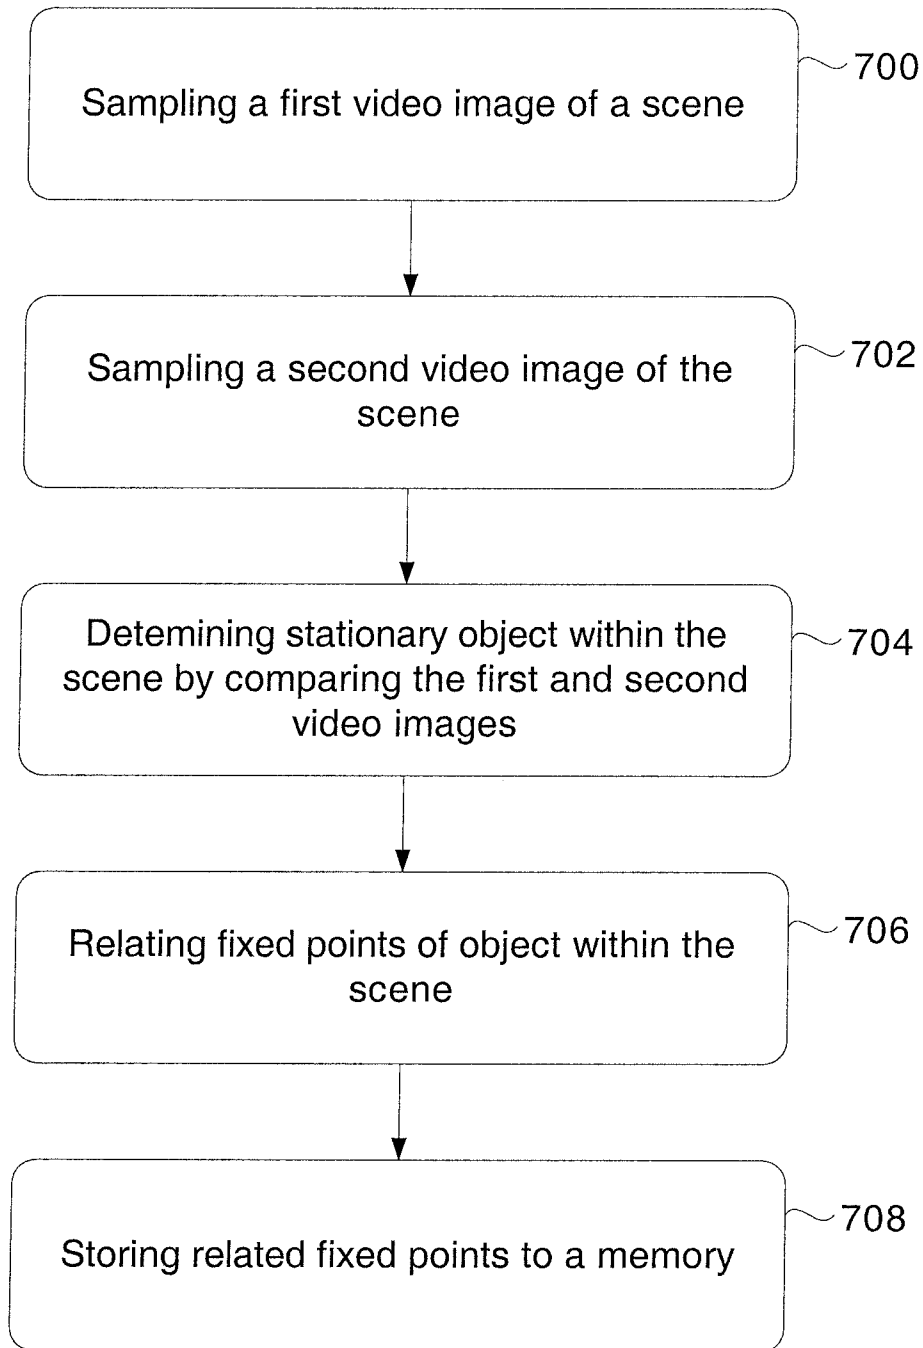 700
Sampling a first video image of a scene
702
Sampling a second video image of the
scene
704
Detemining stationary object within the
scene by comparing the first and second
video images
706
Relating fixed points of object within the
scene
708
Storing related fixed points to a memory